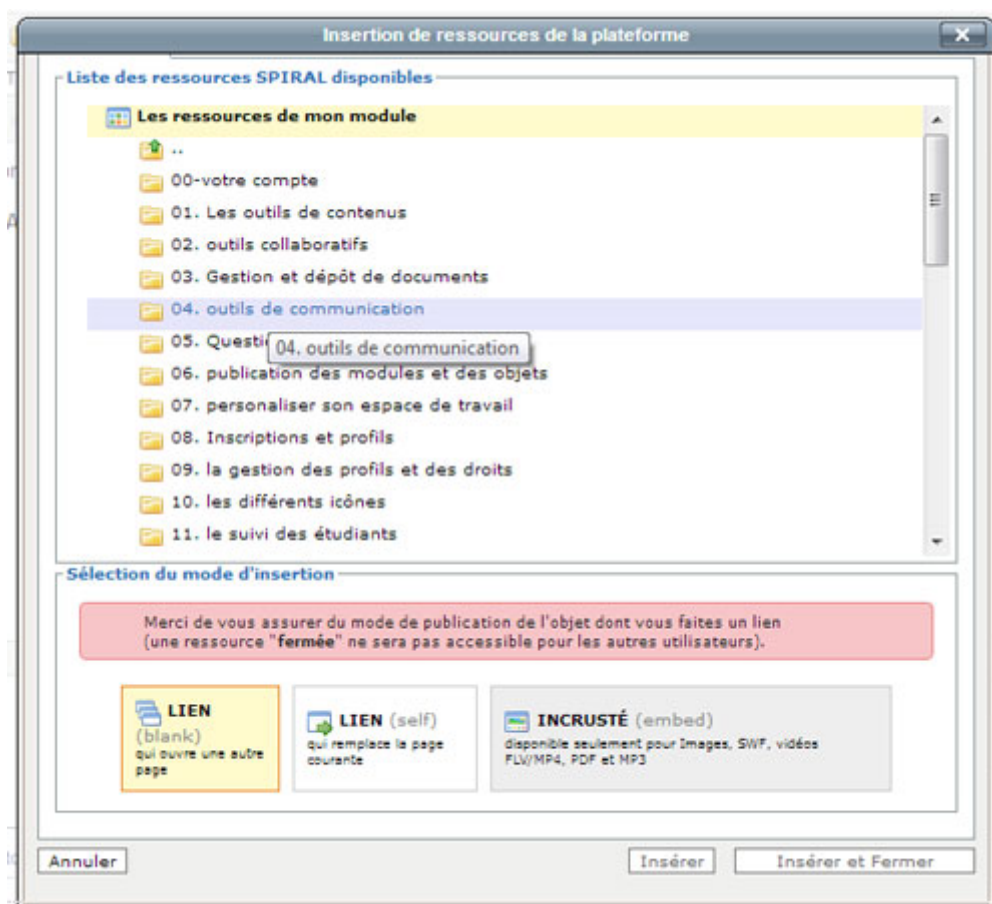 Insertion de ressources de la plateforme
Liste des ressources SPIRAL disponibles
Les ressources de mon module
..
00-votre compte
01. Les outils de contenus
02. outils collaboratifs
03. Gestion et dépôt de documents
04. outils de communication
05. Questi
04. outils de communication
06. publication des modules et des objets
07. personaliser son espace de travail
08. Inscriptions et profils
09. la gestion des profils et des droits
10. les différents icônes
11. le suivi des étudiants
Sélection du mode d'insertion
Merci de vous assurer du mode de publication de l'objet dont vous faites un lien
(une ressource "fermée" ne sera pas accessible pour les autres utilisateurs).
LIEN
(blank)
qui ouvre une autre
page
LIEN (self)
qui remplace la page
courante
INCRUSTÉ (embed)
disponible seulement pour Images, SWF, vidéos
FLV/MP4, PDF et MP3
Annuler
Insérer
Insérer et Fermer